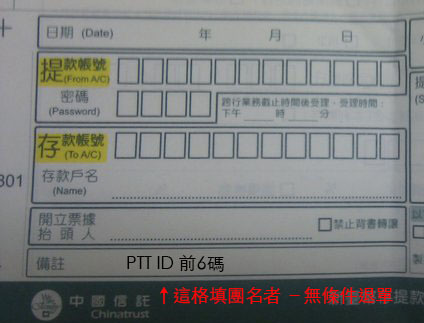 日期 (Date) 年 月 日
提款帳號
(From A/C)
密碼
(Password)
跨行業務截止時間後受理,受理時間:
下午 時 分
存款帳號
(To A/C)
801
存款戶名
(Name)
開立票據
抬頭人
禁止背書轉讓
備註 PTT ID 前6碼
↑這格填團名者 - 無條件退單
中國信託
Chinatrust
提款